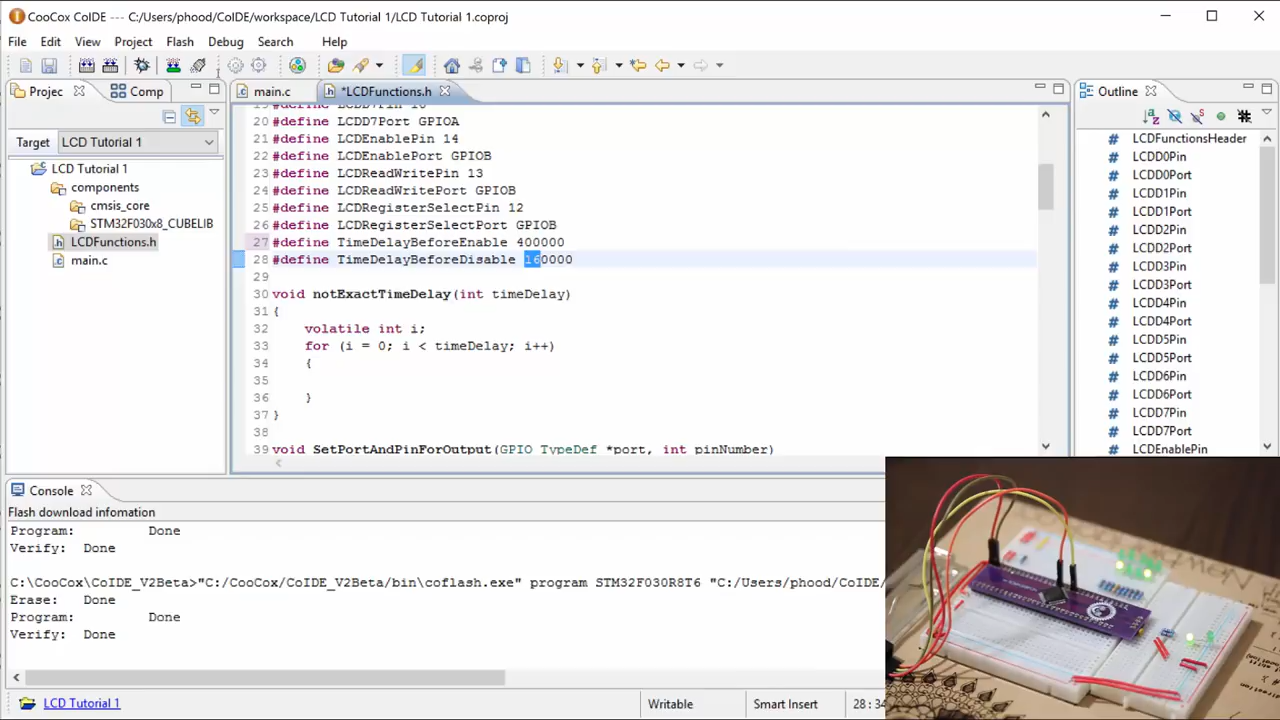 CooCox CoIDE --- C:/Users/phood/CoIDE/workspace/LCD Tutorial 1/LCD Tutorial 1.coproj
File Edit View Project Flash Debug Search Help
Projec
Comp
main.c
*LCDFunctions.h
Outline
Target LCD Tutorial 1
LCD Tutorial 1
components
cmsis_core
STM32F030x8_CUBELIB
LCDFunctions.h
main.c
19 #define LCDD7Pin 10
20 #define LCDD7Port GPIOA
21 #define LCDEnablePin 14
22 #define LCDEnablePort GPIOB
23 #define LCDReadWritePin 13
24 #define LCDReadWritePort GPIOB
25 #define LCDRegisterSelectPin 12
26 #define LCDRegisterSelectPort GPIOB
27 #define TimeDelayBeforeEnable 400000
28 #define TimeDelayBeforeDisable 160000
29
30 void notExactTimeDelay(int timeDelay)
31 {
32 volatile int i;
33 for (i = 0; i < timeDelay; i++)
34 {
35
36 }
37 }
38
39 void SetPortAndPinForOutput(GPIO_TypeDef *port, int pinNumber)
LCDFunctionsHeader
LCDD0Pin
LCDD0Port
LCDD1Pin
LCDD1Port
LCDD2Pin
LCDD2Port
LCDD3Pin
LCDD3Port
LCDD4Pin
LCDD4Port
LCDD5Pin
LCDD5Port
LCDD6Pin
LCDD6Port
LCDD7Pin
LCDD7Port
LCDEnablePin
Console
Flash download infomation
Program: Done
Verify: Done
C:\CooCox\CoIDE_V2Beta>"C:/CooCox/CoIDE_V2Beta/bin\coflash.exe" program STM32F030R8T6 "C:/Users/phood/CoIDE/
Erase: Done
Program: Done
Verify: Done
LCD Tutorial 1
Writable
Smart Insert
28 : 34